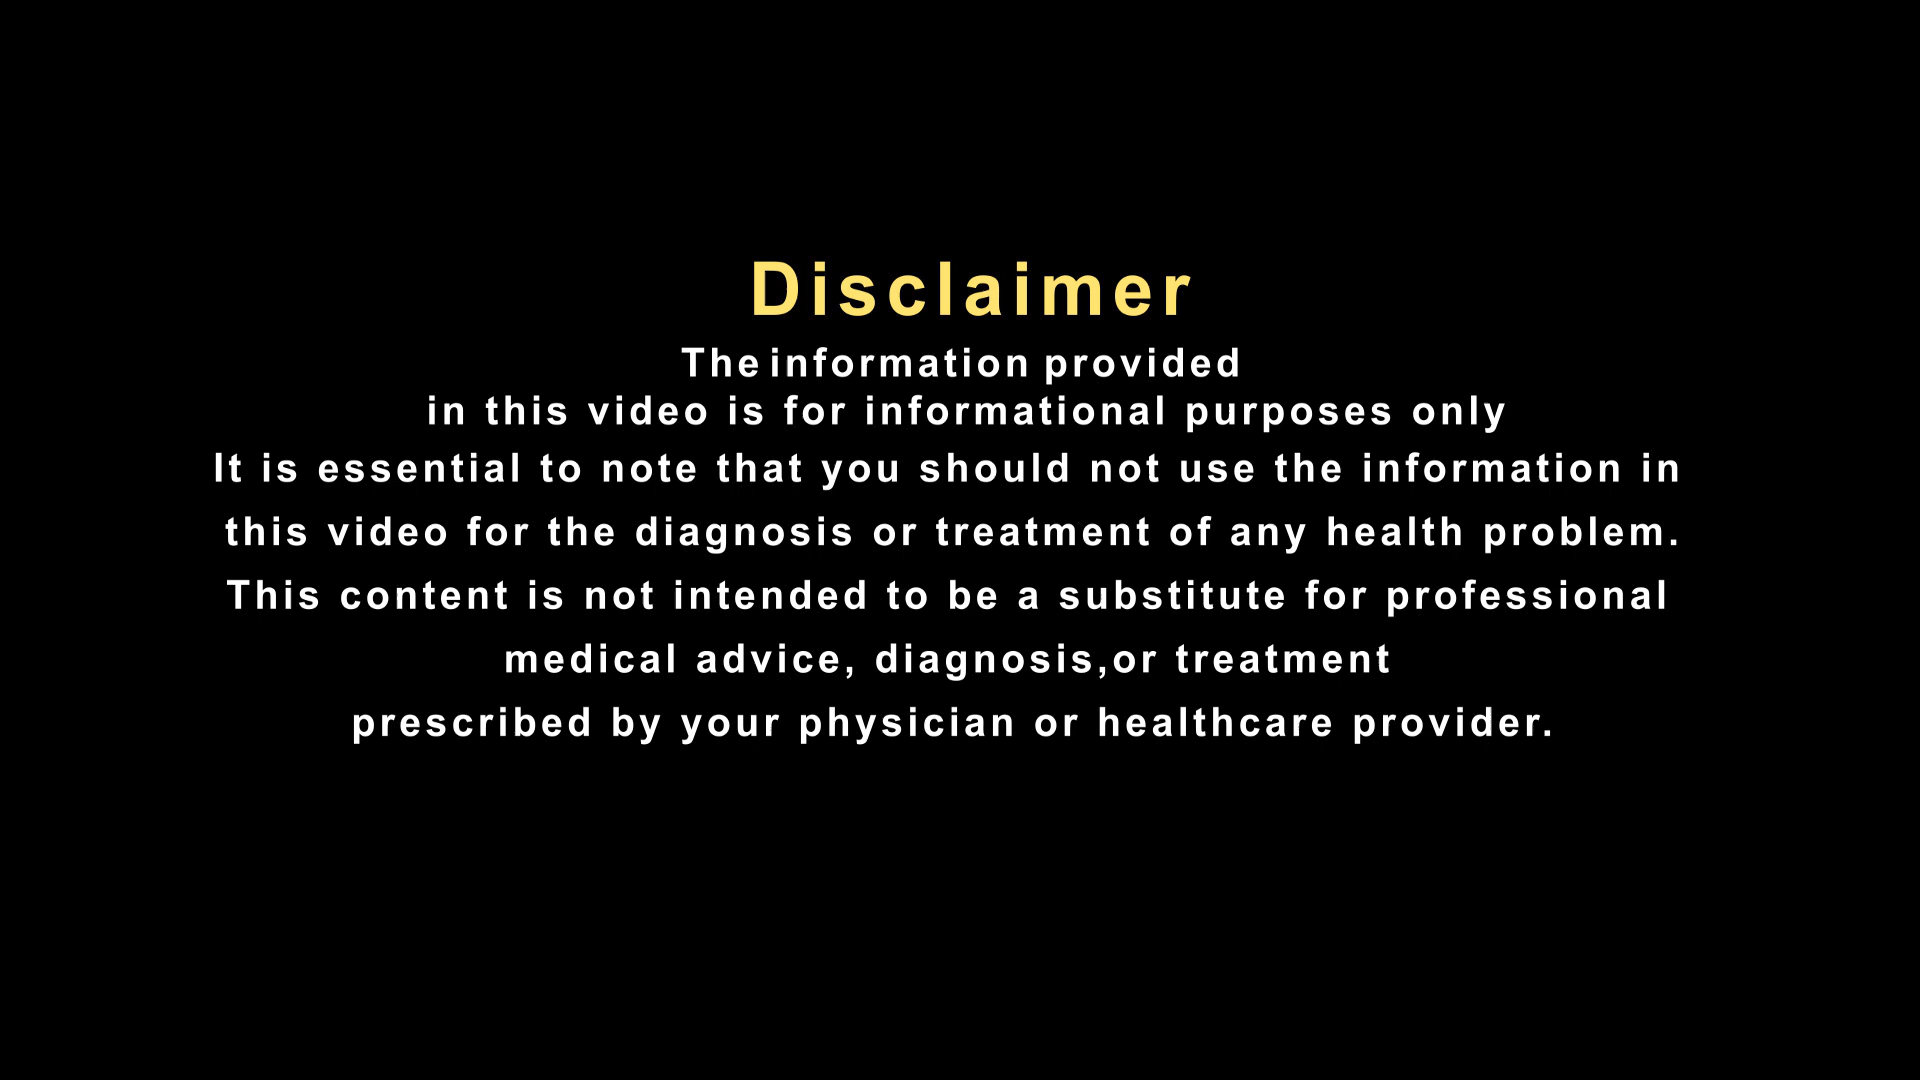 Disclaimer
The information provided
in this video is for informational purposes only
It is essential to note that you should not use the information in
this video for the diagnosis or treatment of any health problem.
This content is not intended to be a substitute for professional
medical advice, diagnosis,or treatment
prescribed by your physician or healthcare provider.